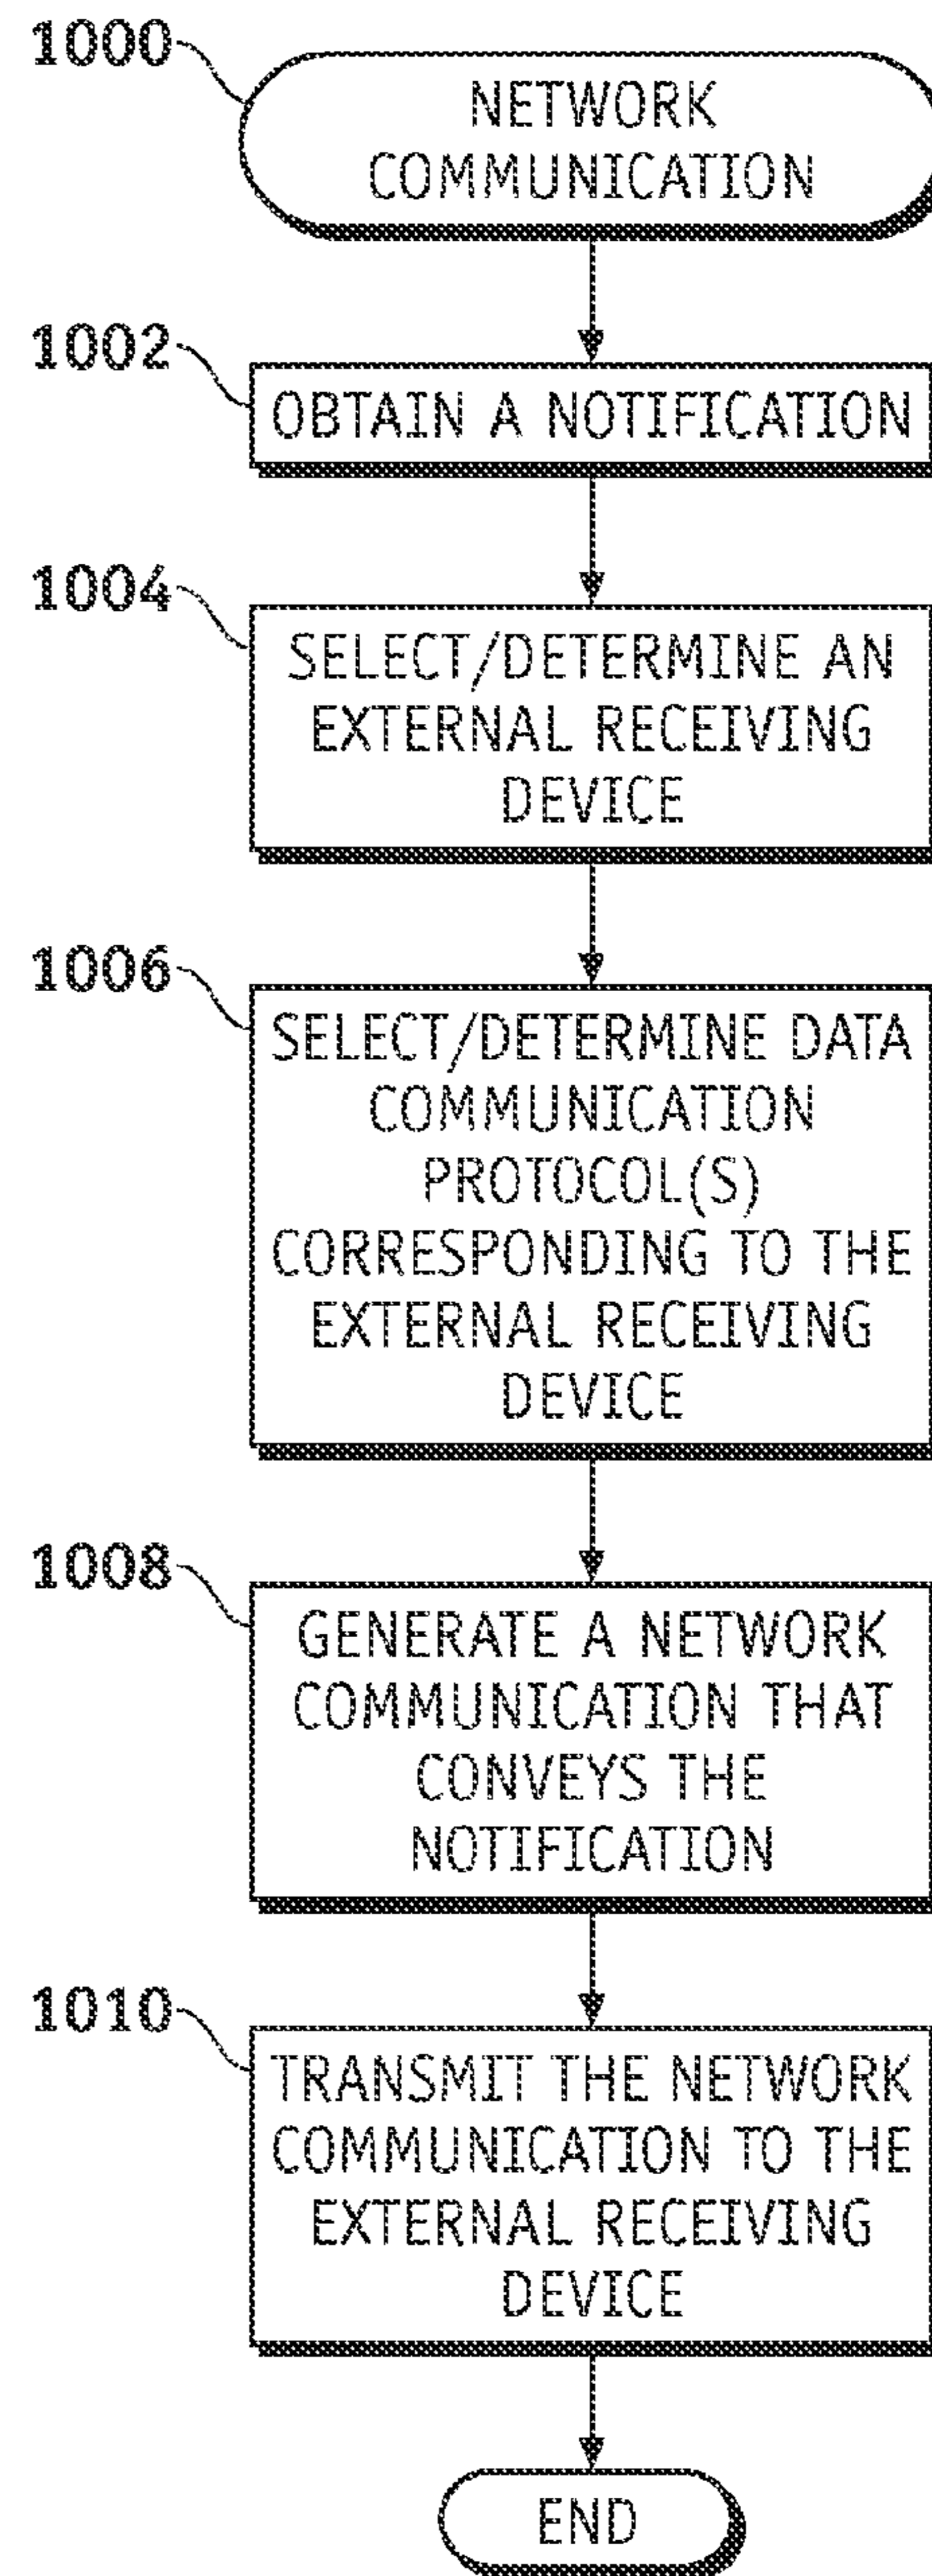 1000
NETWORK
COMMUNICATION
1002
OBTAIN A NOTIFICATION
1004
SELECT/DETERMINE AN
EXTERNAL RECEIVING
DEVICE
1006
SELECT/DETERMINE DATA
COMMUNICATION
PROTOCOL(S)
CORRESPONDING TO THE
EXTERNAL RECEIVING
DEVICE
1008
GENERATE A NETWORK
COMMUNICATION THAT
CONVEYS THE
NOTIFICATION
1010
TRANSMIT THE NETWORK
COMMUNICATION TO THE
EXTERNAL RECEIVING
DEVICE
END